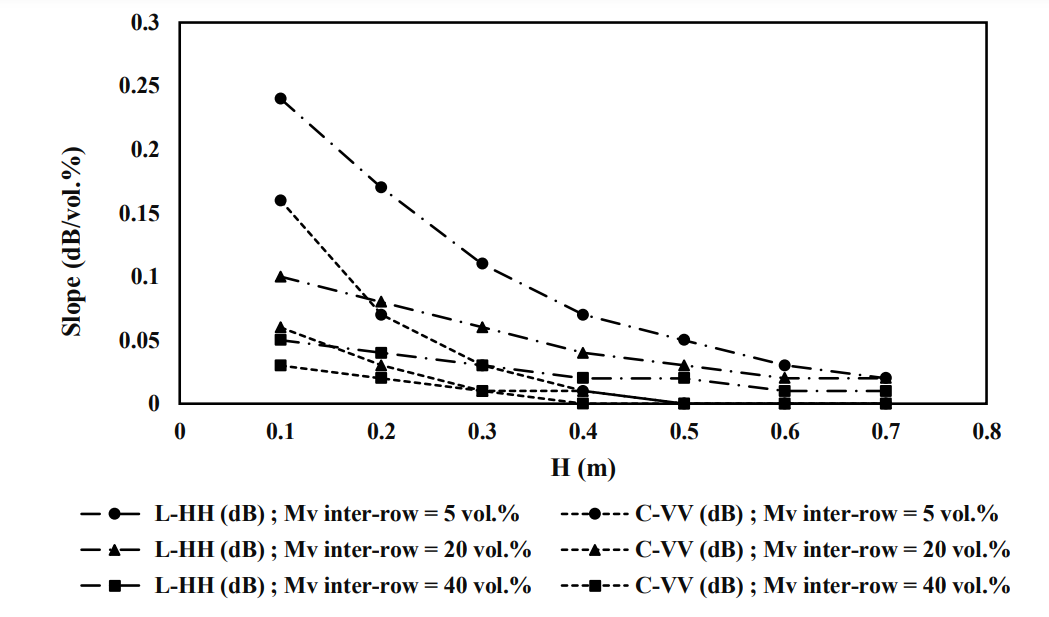 0.3
0.25
0.2
0.15
0.1
0.05
0
Slope (dB/vol.%)
0 0.1 0.2 0.3 0.4 0.5 0.6 0.7 0.8
H (m)
L-HH (dB) ; Mv inter-row = 5 vol.% C-VV (dB) ; Mv inter-row = 5 vol.%
L-HH (dB) ; Mv inter-row = 20 vol.% C-VV (dB) ; Mv inter-row = 20 vol.%
L-HH (dB) ; Mv inter-row = 40 vol.% C-VV (dB) ; Mv inter-row = 40 vol.%